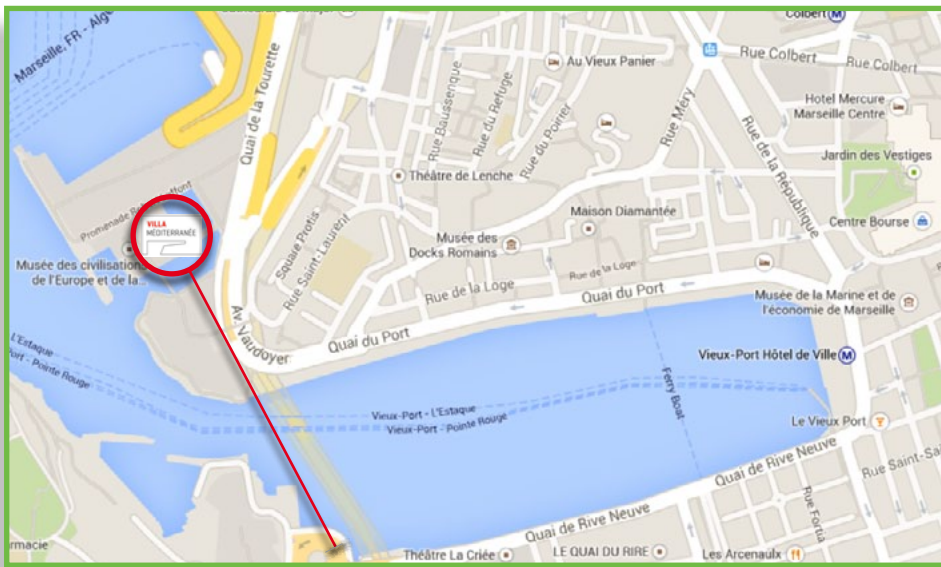 Marseille, FR - Alge
Colbert
M
Quai de la Tourette
Rue Baussenque
Rue du Refuge
Rue du Poirier
Au Vieux Panier
Rue Méry
Rue Colbert
Rue Colbert
Hotel Mercure
Marseille Centre
Rue de la République
Jardin des Vestiges
Théâtre de Lenche
Promenade
VILLA
MÉDITERRANÉE
Square Protis
Rue Saint-Laurent
Maison Diamantée
Musée des
Docks Romains
Centre Bourse
Musée des civilisations
de l'Europe et de la...
Rue de la Loge
Rue de la Loge
Quai du Port
Quai du Port
Musée de la Marine et de
l'économie de Marseille
Av. Vaudoyer
L'Estaque
Port - Pointe Rouge
Vieux-Port Hôtel de Ville
M
Ferry Boat
Vieux-Port - L'Estaque
Vieux-Port - Pointe Rouge
Le Vieux Port
Quai de Rive Neuve
Rue Saint-Sa
Quai de Rive Neuve
Rue Fortia
rmacie
Théâtre La Criée
LE QUAI DU RIRE
Les Arcenaulx